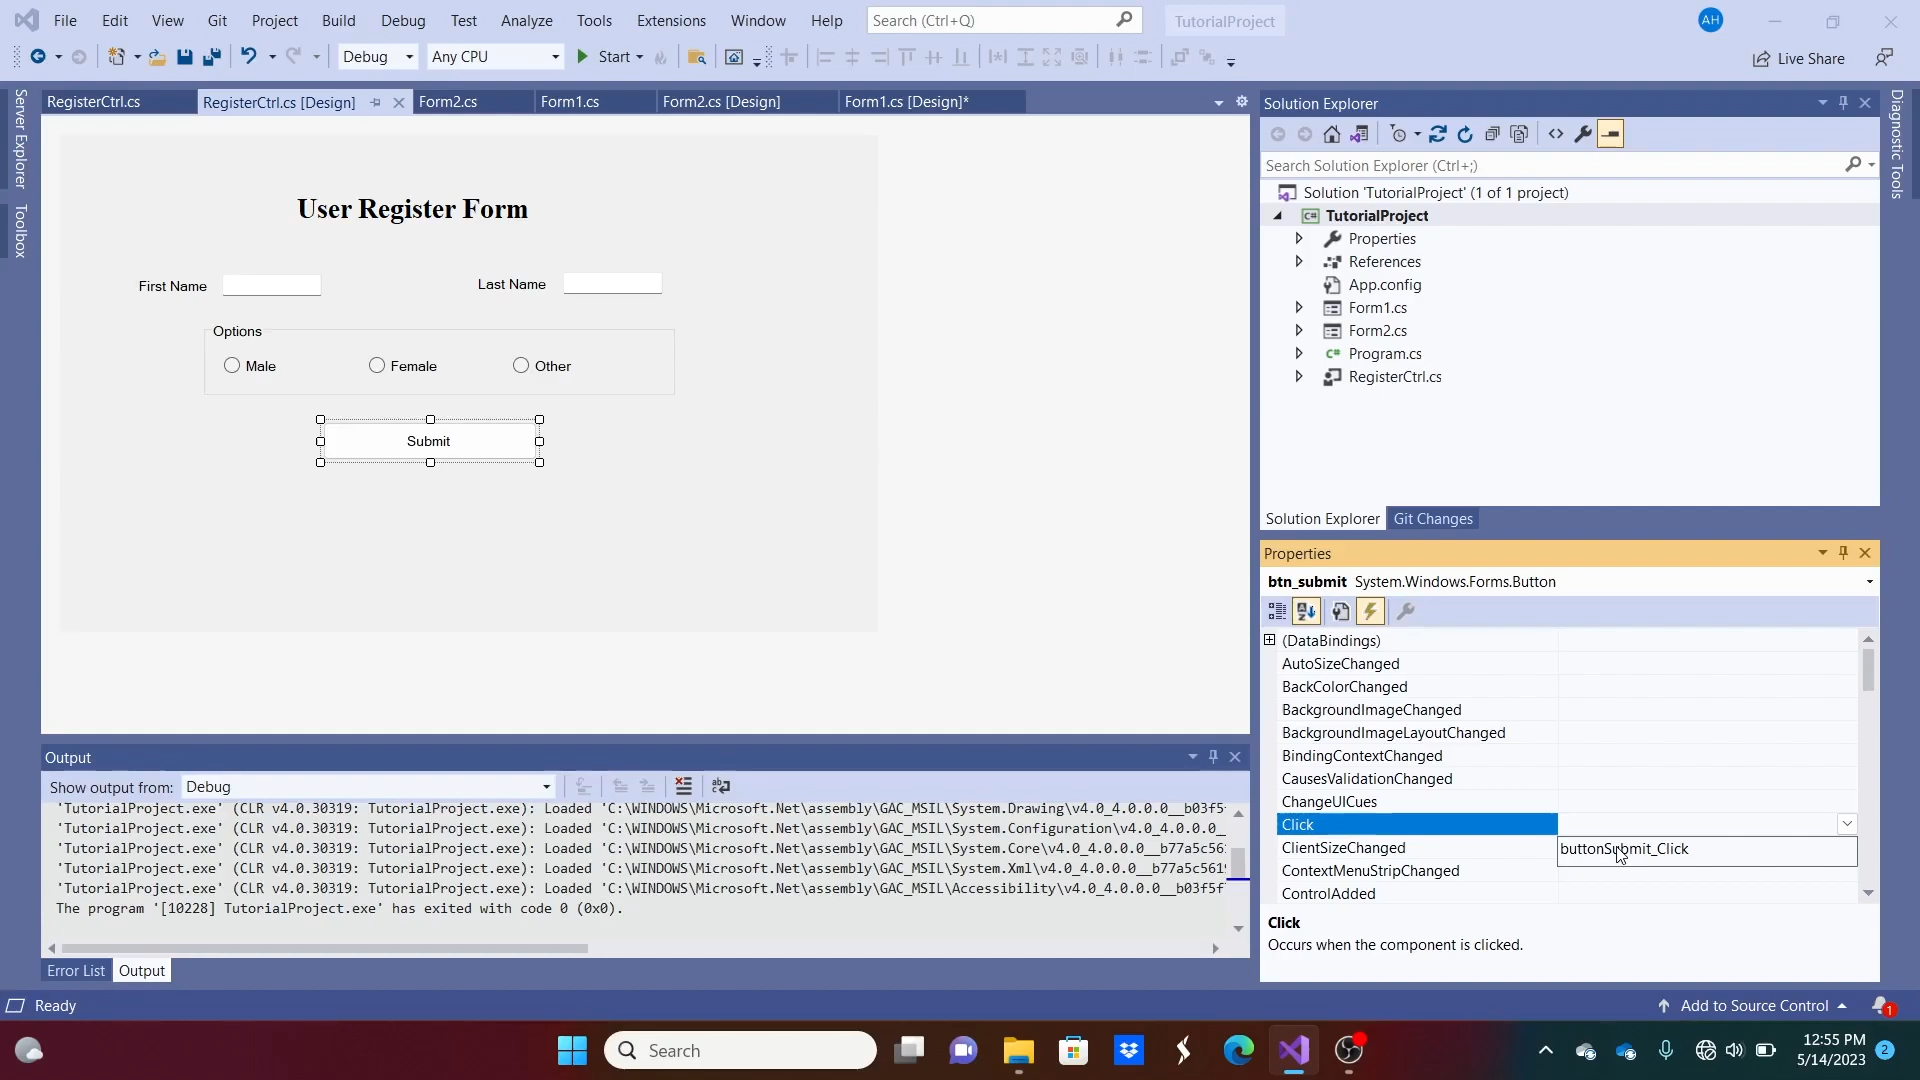 File Edit View Git Project Build Debug Test Analyze Tools Extensions Window Help Search (Ctrl+Q) TutorialProject AH
Debug Any CPU Start Live Share
Server Explorer
Toolbox
RegisterCtrl.cs RegisterCtrl.cs [Design] Form2.cs Form1.cs Form2.cs [Design] Form1.cs [Design]*
User Register Form
First Name Last Name
Options
Male Female Other
Submit
Output
Show output from: Debug
'TutorialProject.exe' (CLR v4.0.30319: TutorialProject.exe): Loaded 'C:\WINDOWS\Microsoft.Net\assembly\GAC_MSIL\System.Drawing\v4.0_4.0.0.0__b03f5
'TutorialProject.exe' (CLR v4.0.30319: TutorialProject.exe): Loaded 'C:\WINDOWS\Microsoft.Net\assembly\GAC_MSIL\System.Configuration\v4.0_4.0.0.0__
'TutorialProject.exe' (CLR v4.0.30319: TutorialProject.exe): Loaded 'C:\WINDOWS\Microsoft.Net\assembly\GAC_MSIL\System.Core\v4.0_4.0.0.0__b77a5c56
'TutorialProject.exe' (CLR v4.0.30319: TutorialProject.exe): Loaded 'C:\WINDOWS\Microsoft.Net\assembly\GAC_MSIL\System.Xml\v4.0_4.0.0.0__b77a5c561
'TutorialProject.exe' (CLR v4.0.30319: TutorialProject.exe): Loaded 'C:\WINDOWS\Microsoft.Net\assembly\GAC_MSIL\Accessibility\v4.0_4.0.0.0__b03f5f
The program '[10228] TutorialProject.exe' has exited with code 0 (0x0).
Error List Output
Solution Explorer
Search Solution Explorer (Ctrl+;)
Solution 'TutorialProject' (1 of 1 project)
C# TutorialProject
Properties
References
App.config
Form1.cs
Form2.cs
C# Program.cs
RegisterCtrl.cs
Solution Explorer Git Changes
Diagnostic Tools
Properties
btn_submit System.Windows.Forms.Button
(DataBindings)
AutoSizeChanged
BackColorChanged
BackgroundImageChanged
BackgroundImageLayoutChanged
BindingContextChanged
CausesValidationChanged
ChangeUICues
Click
ClientSizeChanged buttonSubmit_Click
ContextMenuStripChanged
ControlAdded
Click
Occurs when the component is clicked.
Ready Add to Source Control 1
Search 12:55 PM
5/14/2023 2